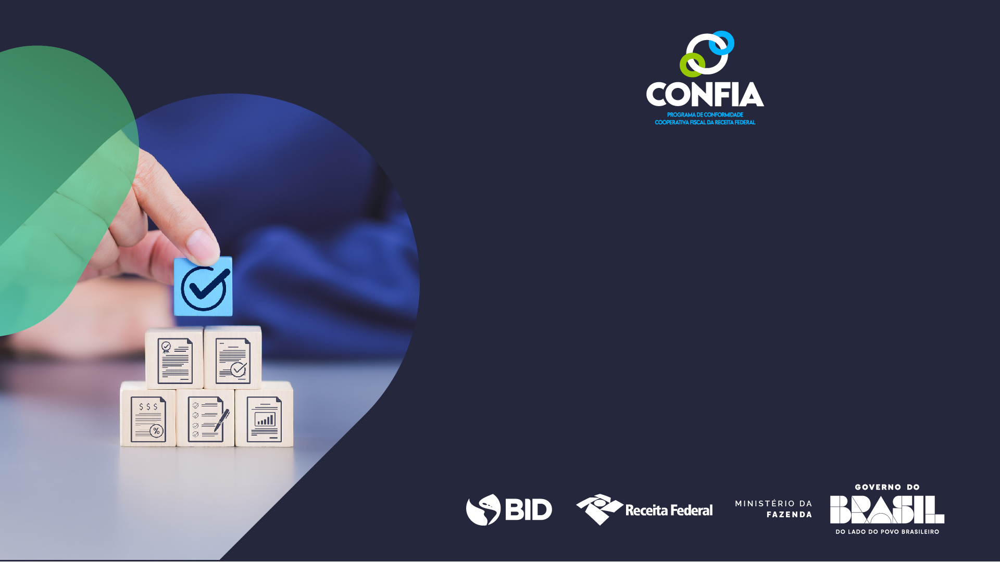 CONFIA
PROGRAMA DE CONFORMIDADE
COOPERATIVA FISCAL DA RECEITA FEDERAL
$ $ $
%
BID
Receita Federal
MINISTÉRIO DA
FAZENDA
GOVERNO DO
BRASIL
DO LADO DO POVO BRASILEIRO